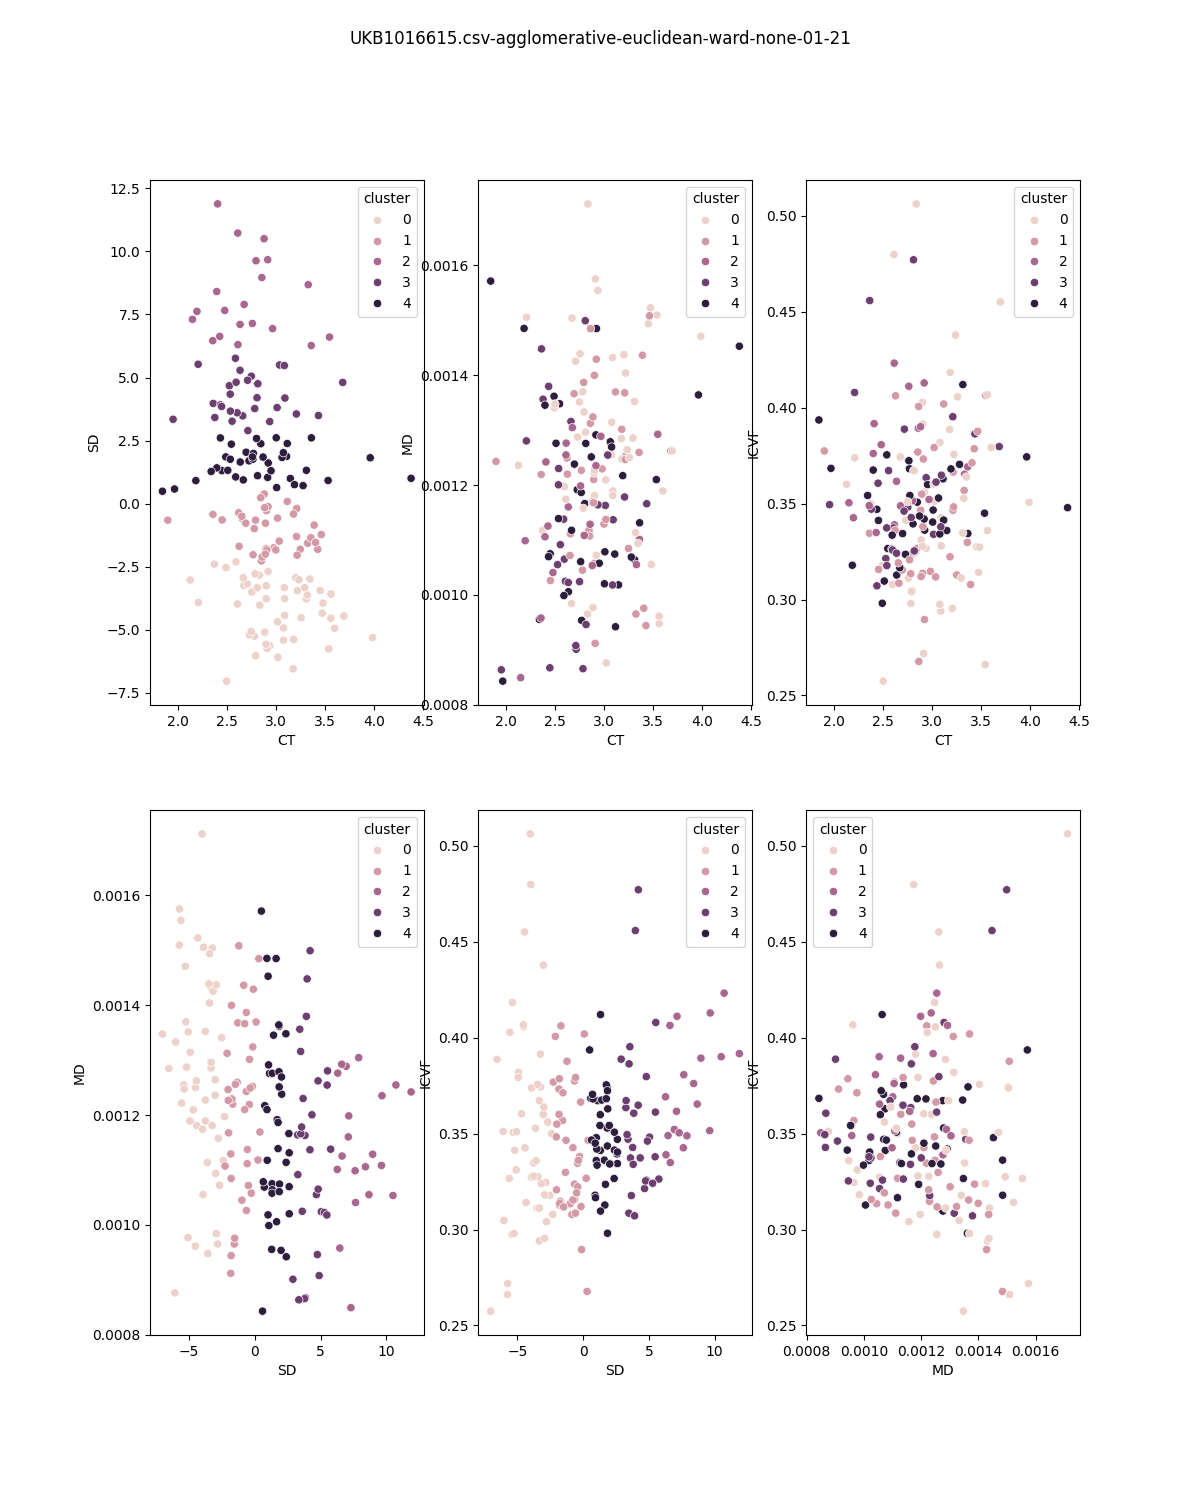 UKB1016615.csv-agglomerative-euclidean-ward-none-01-21
12.5
10.0
7.5
5.0
2.5
0.0
−2.5
−5.0
−7.5
SD
2.0 2.5 3.0 3.5 4.0 4.5
CT
cluster
0
1
2
3
4
0.0016
0.0014
0.0012
0.0010
0.0008
MD
2.0 2.5 3.0 3.5 4.0 4.5
CT
cluster
0
1
2
3
4
0.50
0.45
0.40
0.35
0.30
0.25
ICVF
2.0 2.5 3.0 3.5 4.0 4.5
CT
cluster
0
1
2
3
4
0.0016
0.0014
0.0012
0.0010
0.0008
MD
−5 0 5 10
SD
cluster
0
1
2
3
4
0.50
0.45
0.40
0.35
0.30
0.25
ICVF
−5 0 5 10
SD
cluster
0
1
2
3
4
0.50
0.45
0.40
0.35
0.30
0.25
ICVF
0.0008 0.0010 0.0012 0.0014 0.0016
MD
cluster
0
1
2
3
4